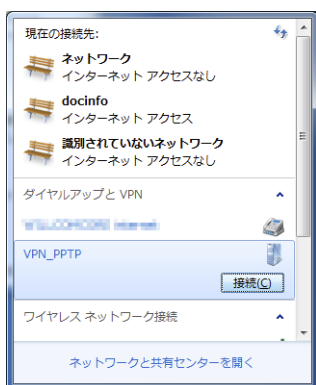 現在の接続先:
ネットワーク
インターネット アクセスなし
docinfo
インターネット アクセス
識別されていないネットワーク
インターネット アクセスなし
ダイヤルアップと VPN
VPN_PPTP
接続(C)
ワイヤレス ネットワーク接続
ネットワークと共有センターを開く